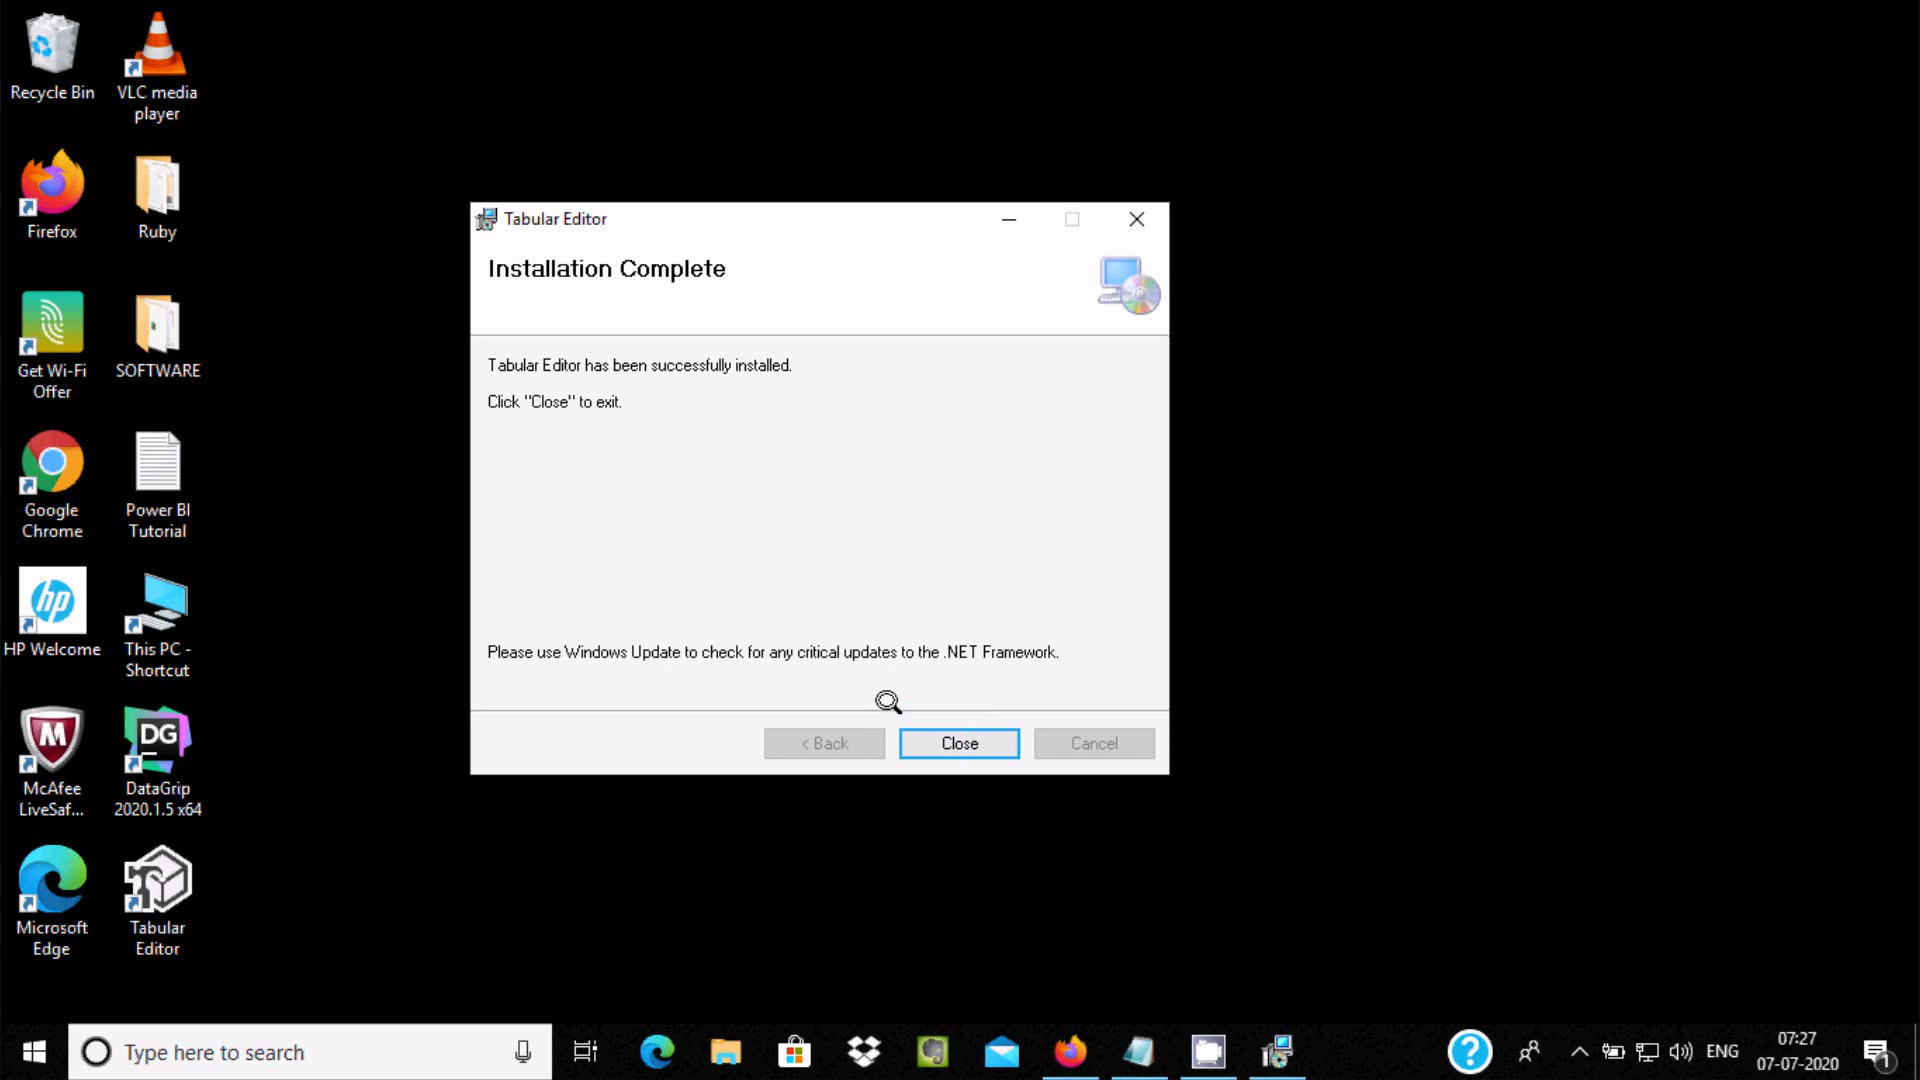 Recycle Bin
VLC media
player
Firefox
Ruby
Get Wi-Fi
Offer
SOFTWARE
Google
Chrome
Power BI
Tutorial
hp
HP Welcome
This PC -
Shortcut
McAfee
LiveSaf...
DG
DataGrip
2020.1.5 x64
Microsoft
Edge
Tabular
Editor
Tabular Editor
Installation Complete
Tabular Editor has been successfully installed.
Click "Close" to exit.
Please use Windows Update to check for any critical updates to the .NET Framework.
< Back
Close
Cancel
Type here to search
ENG
07:27
07-07-2020
1